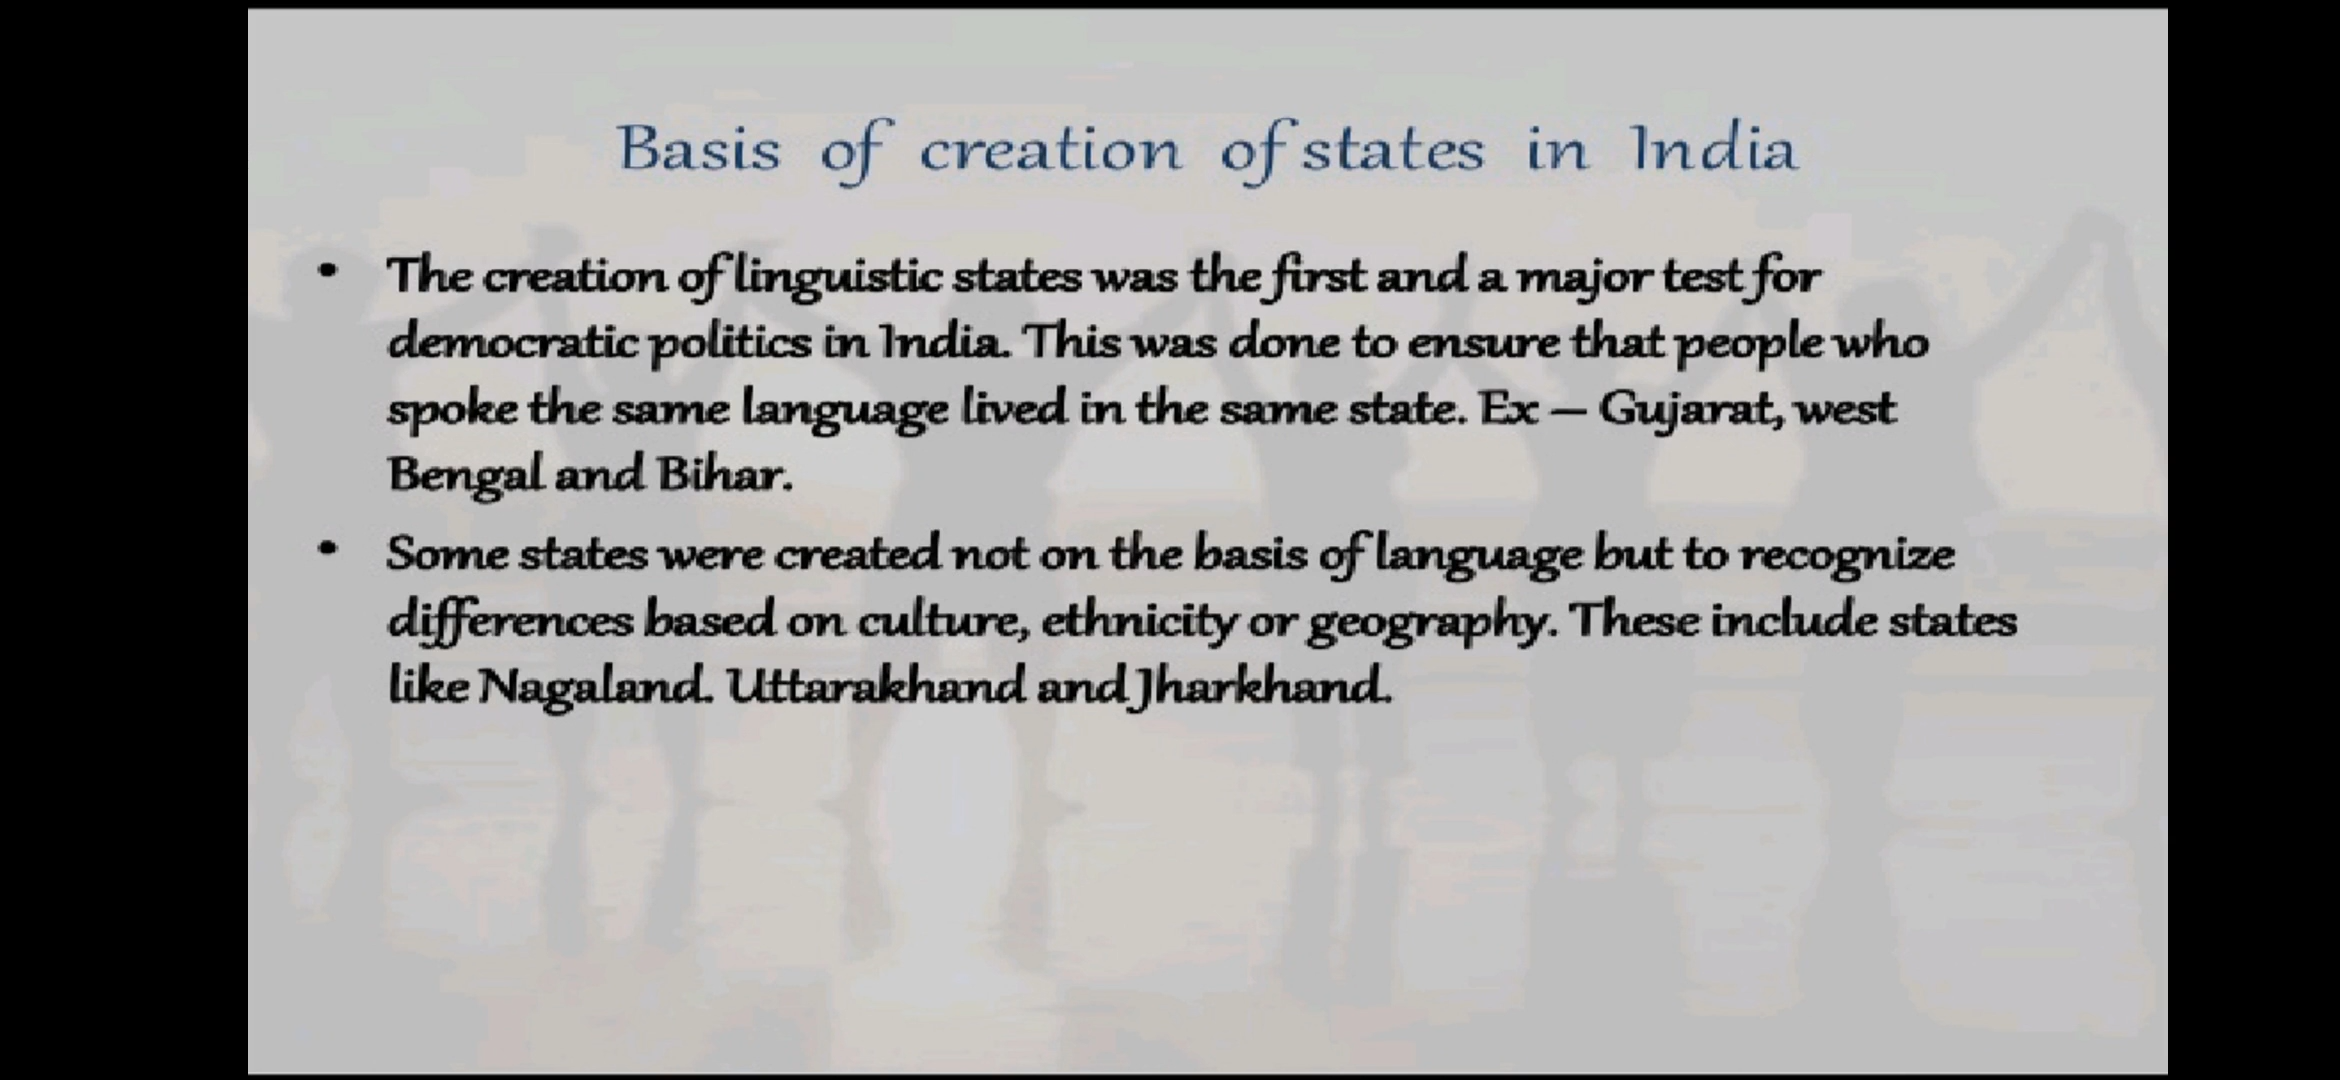 Basis of creation of states in India
• The creation of linguistic states was the first and a major test for
democratic politics in India. This was done to ensure that people who
spoke the same language lived in the same state. Ex – Gujarat, west
Bengal and Bihar.
• Some states were created not on the basis of language but to recognize
differences based on culture, ethnicity or geography. These include states
like Nagaland. Uttarakhand and Jharkhand.